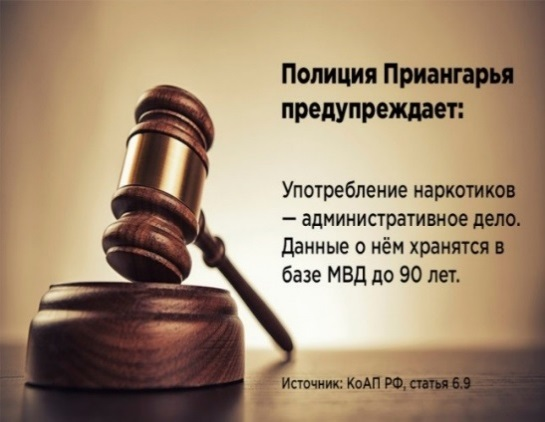 Полиция Приангарья
предупреждает:
Употребление наркотиков
— административное дело.
Данные о нём хранятся в
базе МВД до 90 лет.
Источник: КоАП РФ, статья 6.9